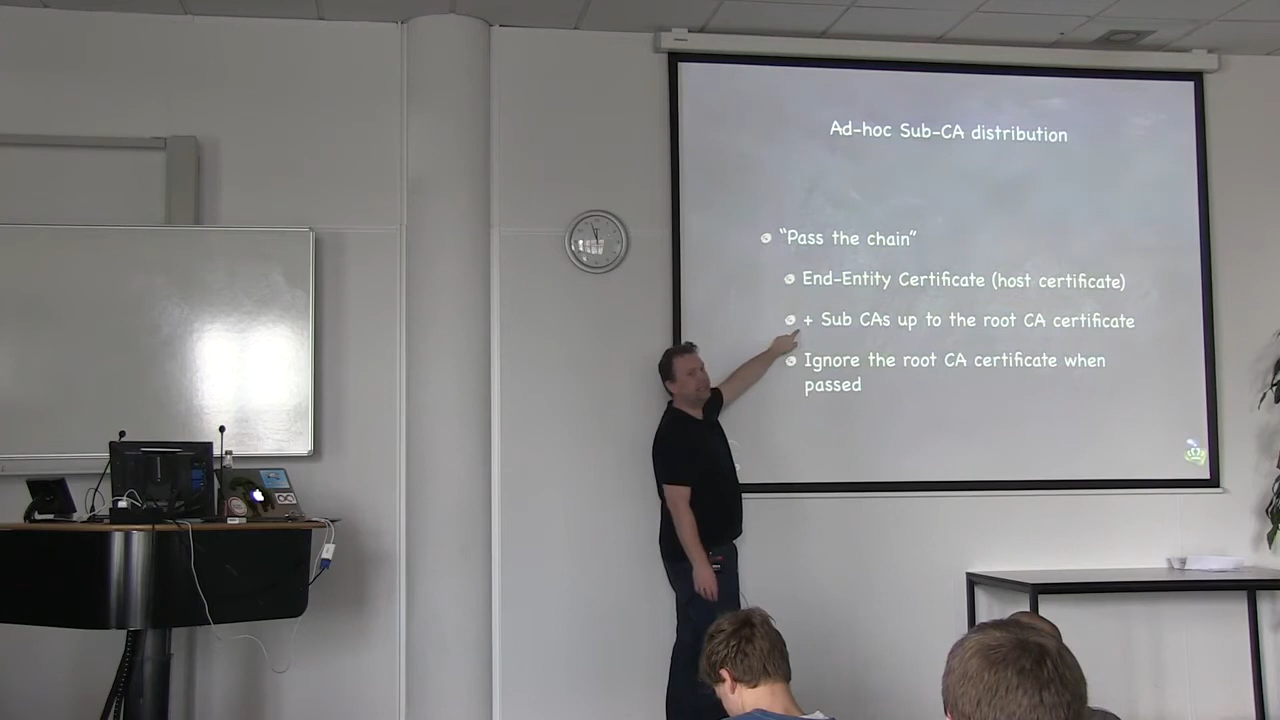 Ad-hoc Sub-CA distribution
“Pass the chain”
End-Entity Certificate (host certificate)
+ Sub CAs up to the root CA certificate
Ignore the root CA certificate when
passed